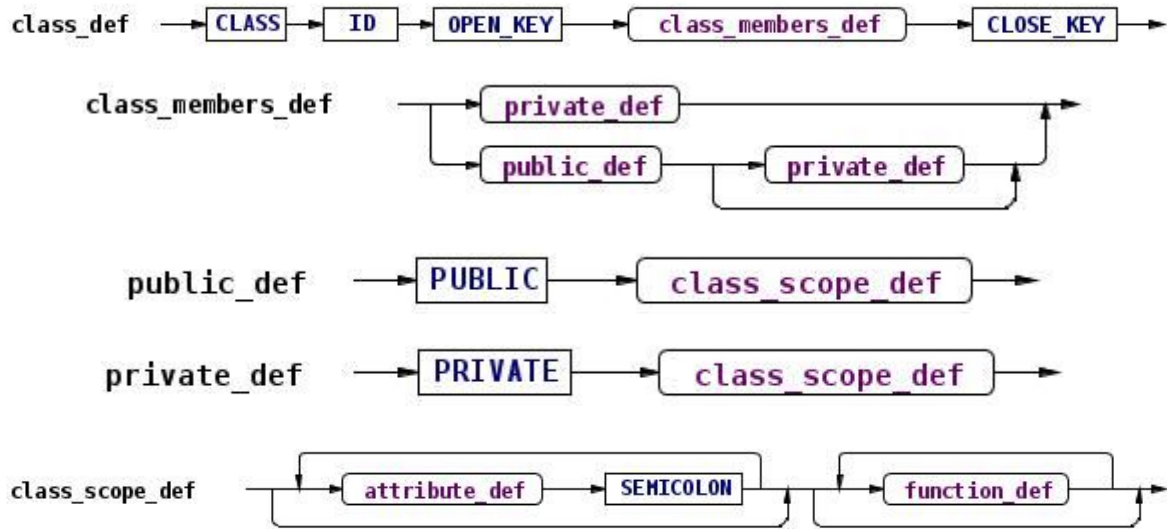 class_def CLASS ID OPEN_KEY class_members_def CLOSE_KEY
class_members_def private_def
public_def private_def
public_def PUBLIC class_scope_def
private_def PRIVATE class_scope_def
class_scope_def attribute_def SEMICOLON function_def